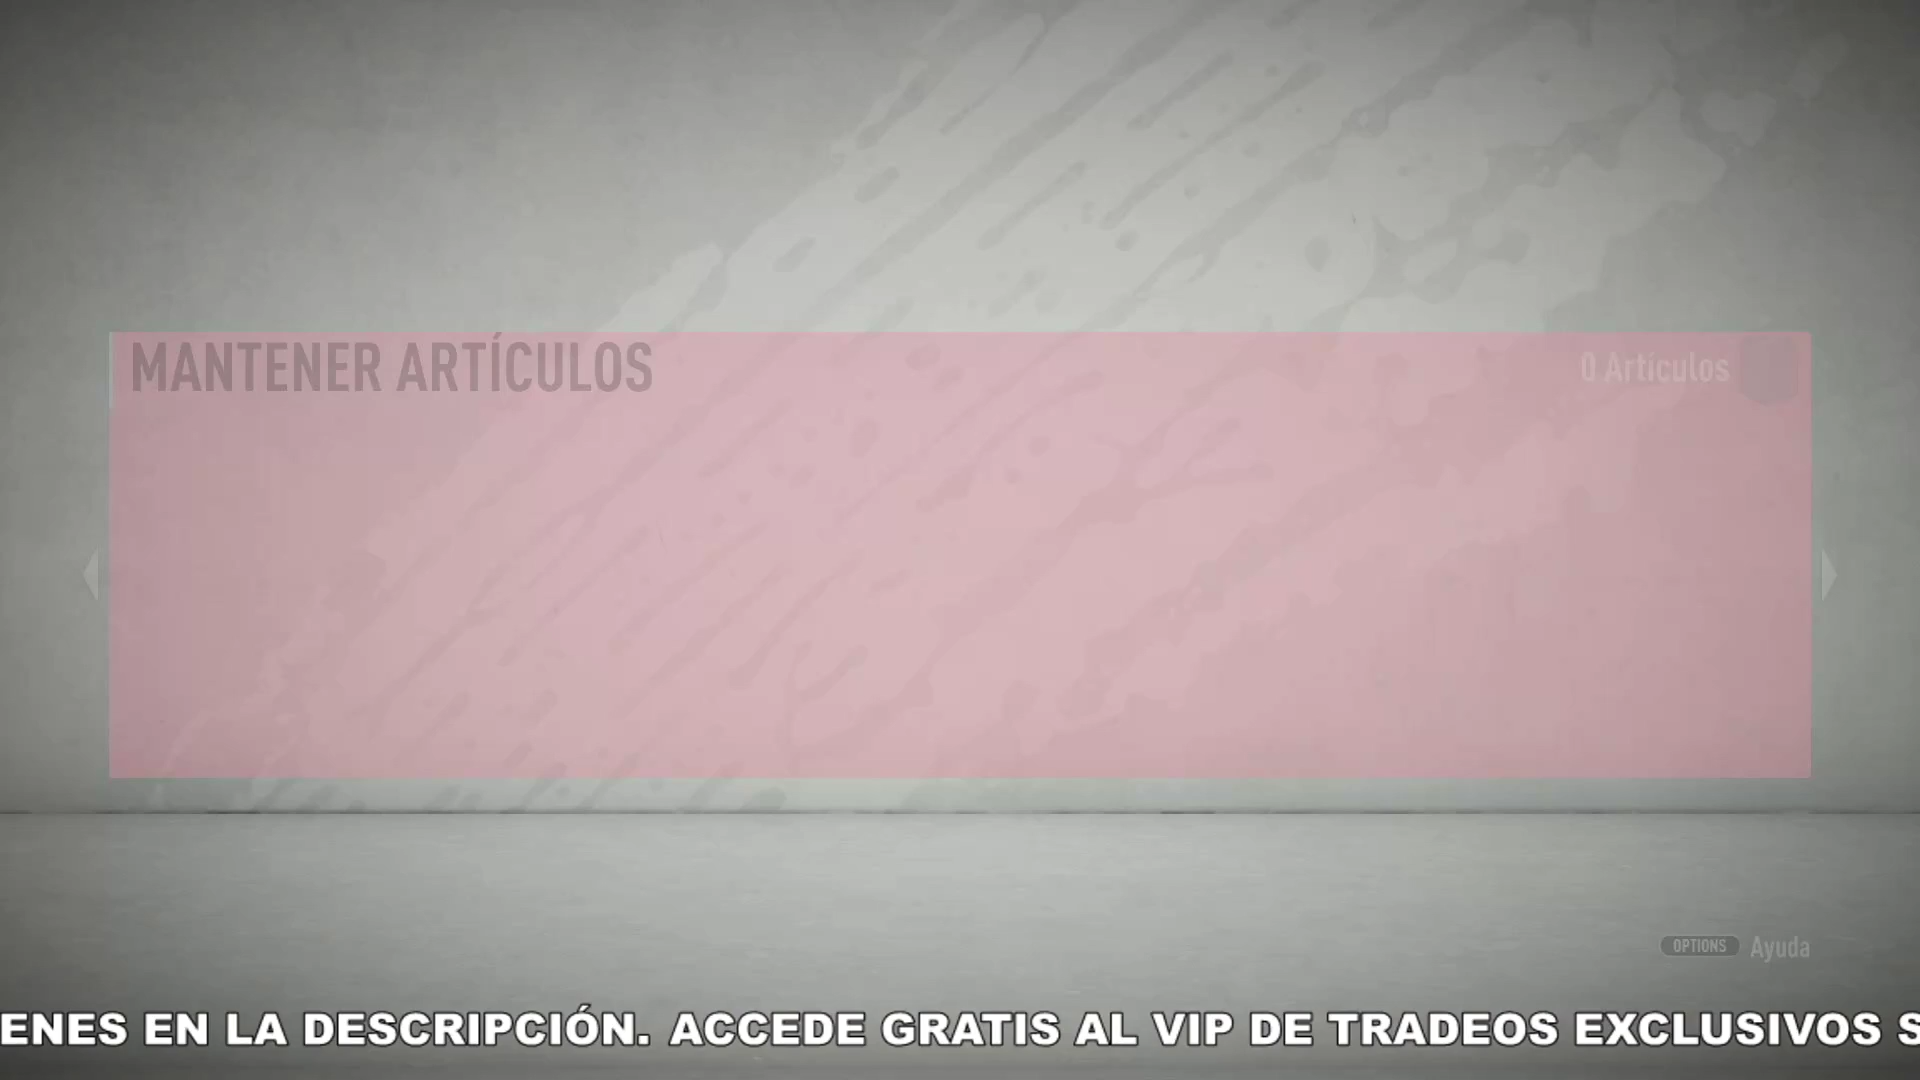 MANTENER ARTÍCULOS
0 Artículos
OPTIONS Ayuda
ENES EN LA DESCRIPCIÓN. ACCEDE GRATIS AL VIP DE TRADEOS EXCLUSIVOS S